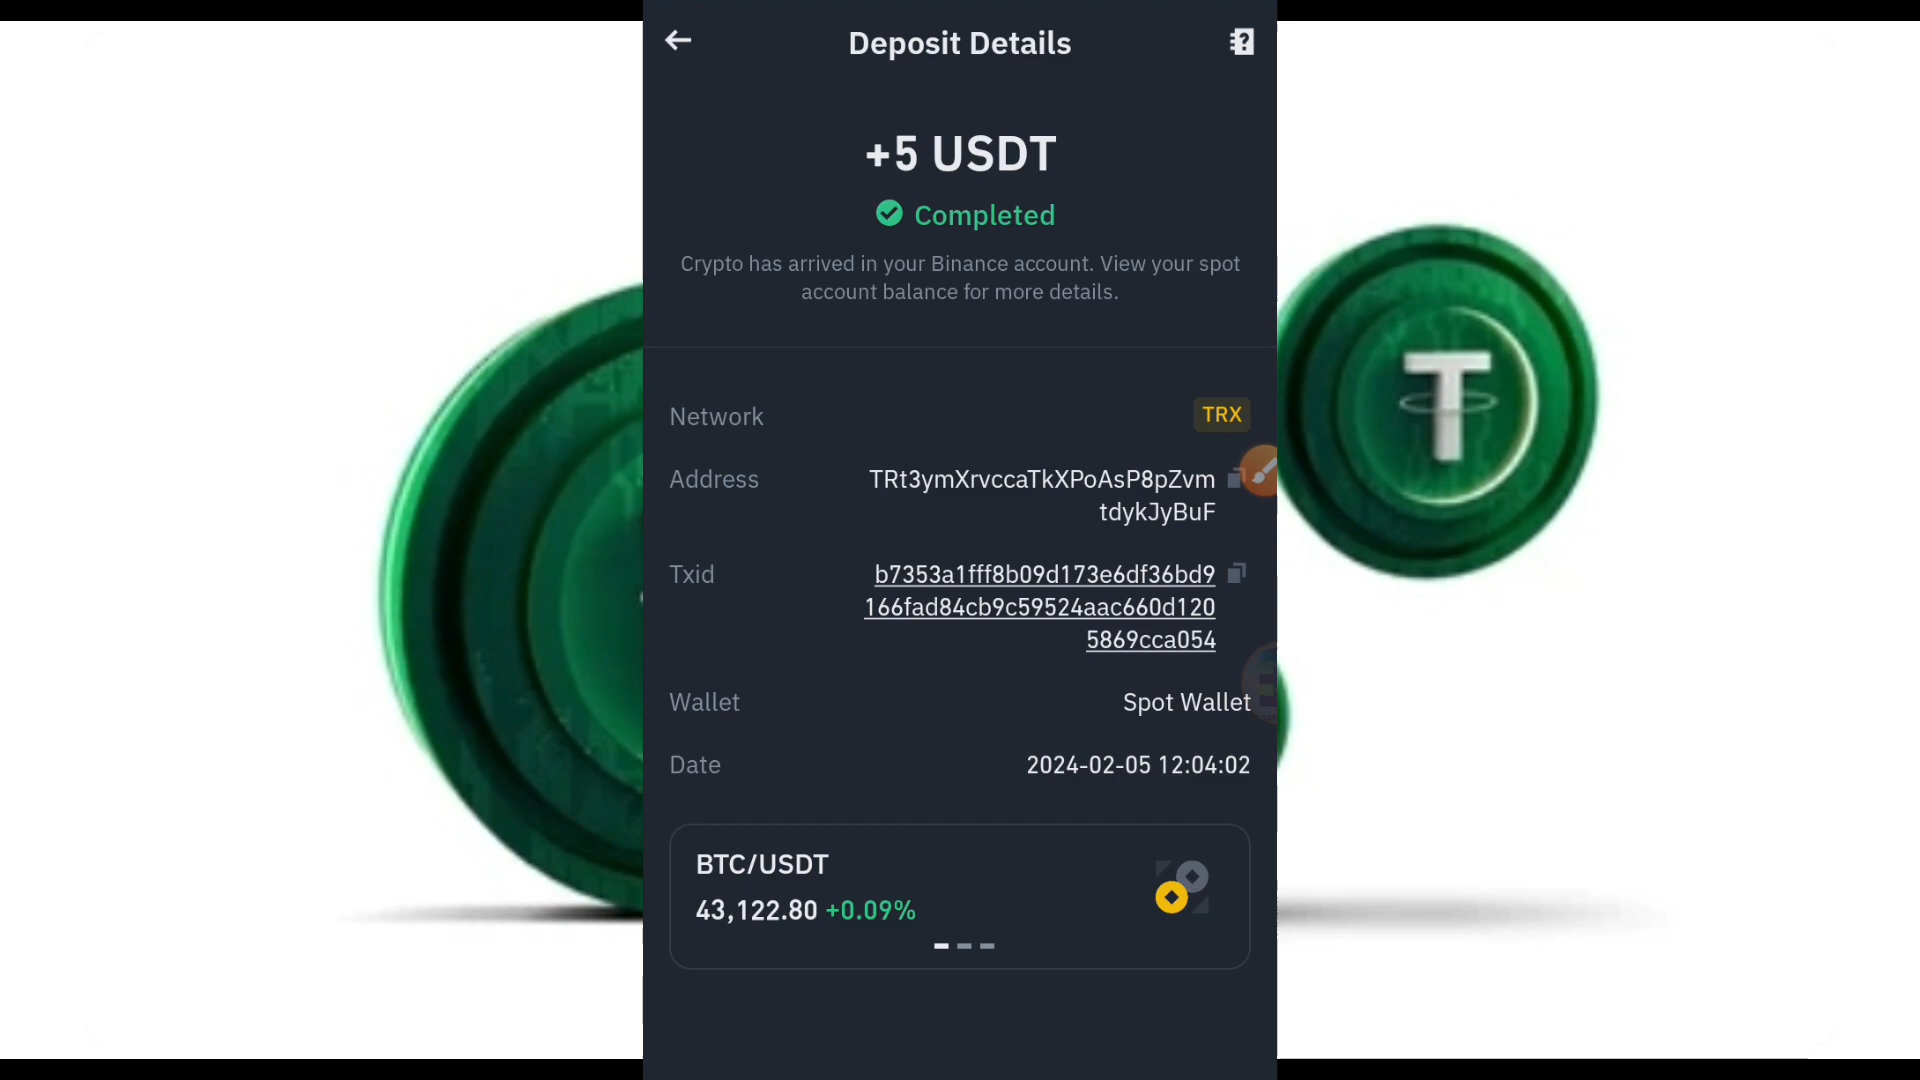 Deposit Details
+5 USDT
Completed
Crypto has arrived in your Binance account. View your spot
account balance for more details.
Network
TRX
Address
TRt3ymXrvccaTkXPoAsP8pZvm
tdykJyBuF
Txid
b7353a1fff8b09d173e6df36bd9
166fad84cb9c59524aac660d120
5869cca054
Wallet
Spot Wallet
Date
2024-02-05 12:04:02
BTC/USDT
43,122.80 +0.09%